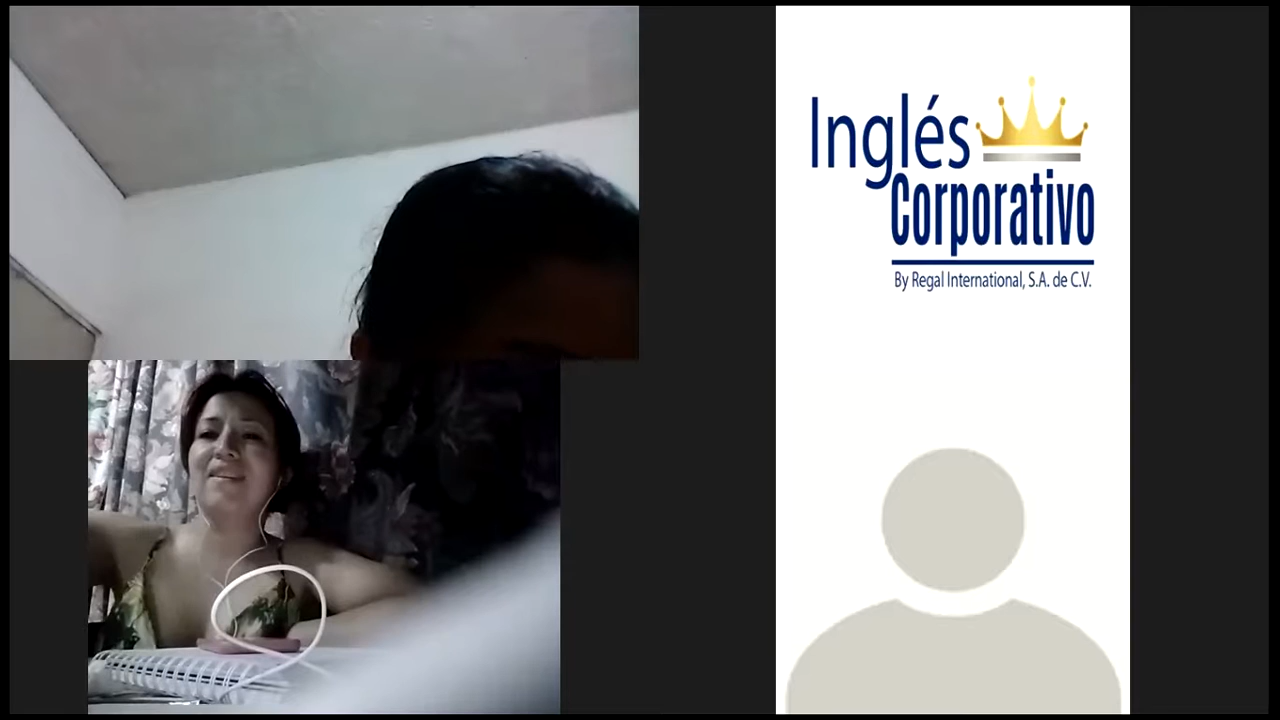 Inglés
Corporativo
By Regal International, S.A. de C.V.